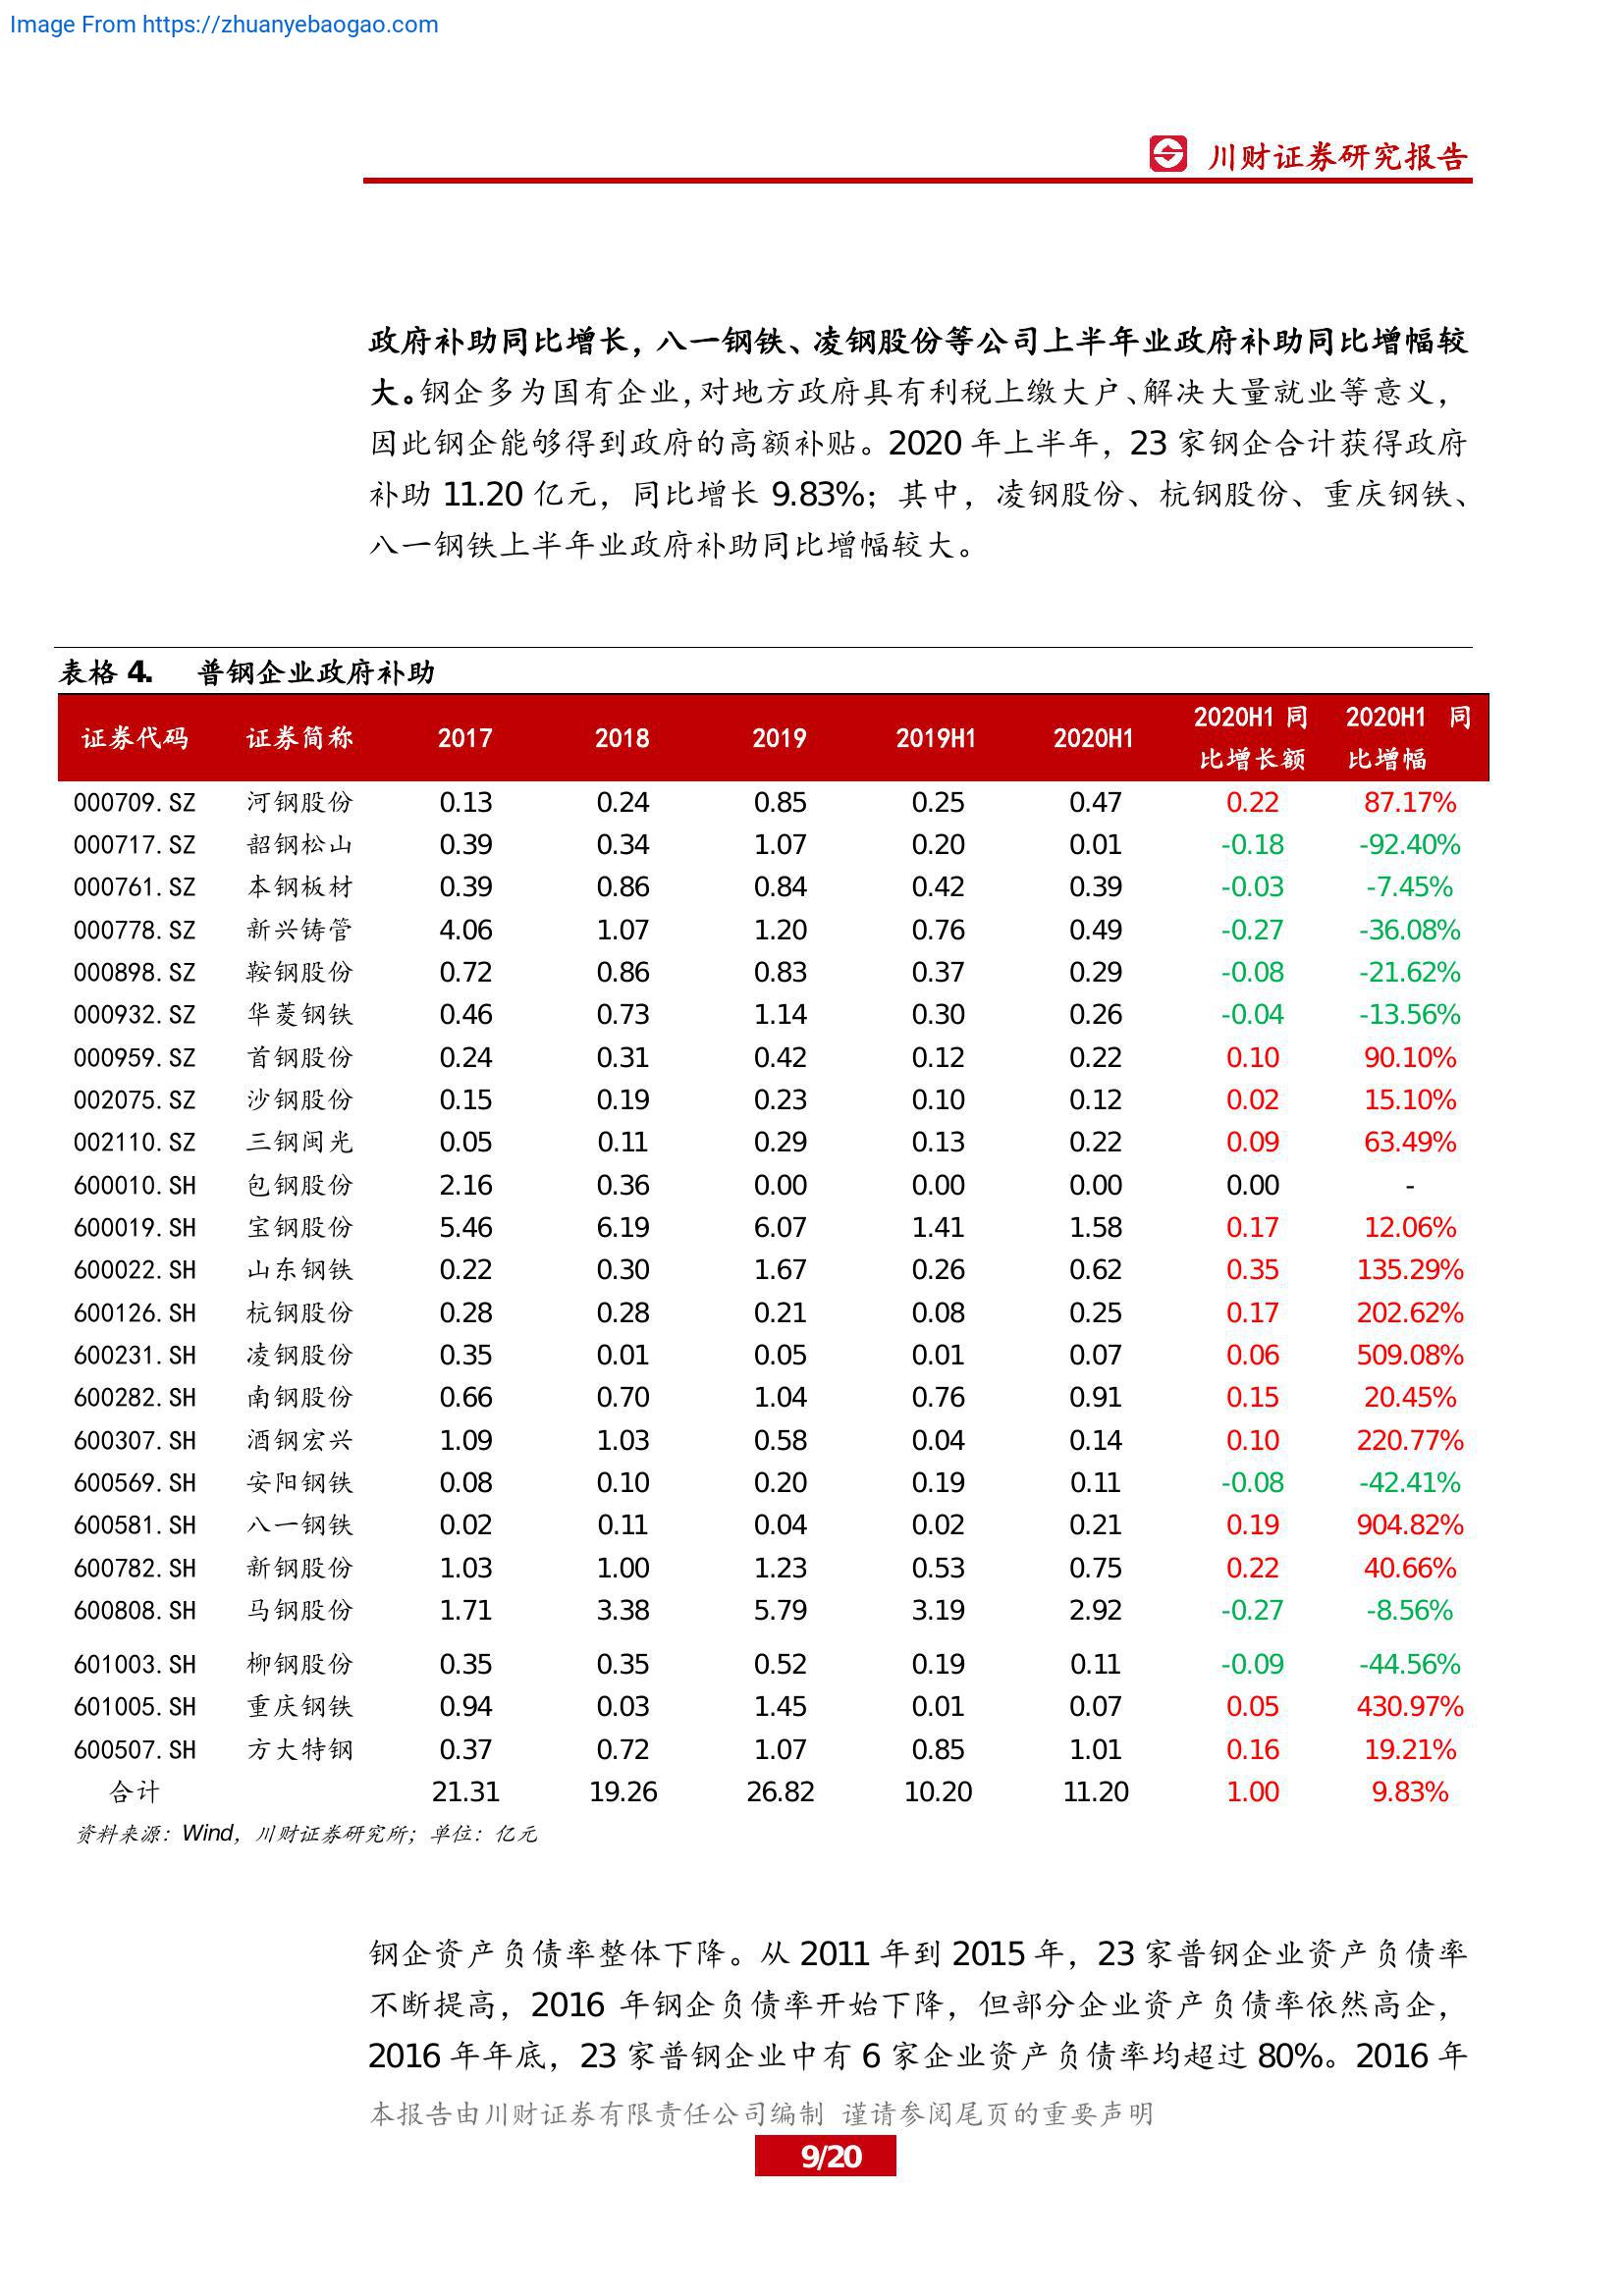 Image From https://zhuanyebaogao.com
川财证券研究报告
政府补助同比增长，八一钢铁、凌钢股份等公司上半年业政府补助同比增幅较
大。钢企多为国有企业，对地方政府具有利税上缴大户、解决大量就业等意义，
因此钢企能够得到政府的高额补贴。2020 年上半年，23 家钢企合计获得政府
补助 11.20 亿元，同比增长 9.83%；其中，凌钢股份、杭钢股份、重庆钢铁、
八一钢铁上半年业政府补助同比增幅较大。
表格 4. 普钢企业政府补助
证券代码 证券简称 2017 2018 2019 2019H1 2020H1 2020H1 同比增长额 2020H1 同比增幅
000709.SZ 河钢股份 0.13 0.24 0.85 0.25 0.47 0.22 87.17%
000717.SZ 韶钢松山 0.39 0.34 1.07 0.20 0.01 -0.18 -92.40%
000761.SZ 本钢板材 0.39 0.86 0.84 0.42 0.39 -0.03 -7.45%
000778.SZ 新兴铸管 4.06 1.07 1.20 0.76 0.49 -0.27 -36.08%
000898.SZ 鞍钢股份 0.72 0.86 0.83 0.37 0.29 -0.08 -21.62%
000932.SZ 华菱钢铁 0.46 0.73 1.14 0.30 0.26 -0.04 -13.56%
000959.SZ 首钢股份 0.24 0.31 0.42 0.12 0.22 0.10 90.10%
002075.SZ 沙钢股份 0.15 0.19 0.23 0.10 0.12 0.02 15.10%
002110.SZ 三钢闽光 0.05 0.11 0.29 0.13 0.22 0.09 63.49%
600010.SH 包钢股份 2.16 0.36 0.00 0.00 0.00 0.00 -
600019.SH 宝钢股份 5.46 6.19 6.07 1.41 1.58 0.17 12.06%
600022.SH 山东钢铁 0.22 0.30 1.67 0.26 0.62 0.35 135.29%
600126.SH 杭钢股份 0.28 0.28 0.21 0.08 0.25 0.17 202.62%
600231.SH 凌钢股份 0.35 0.01 0.05 0.01 0.07 0.06 509.08%
600282.SH 南钢股份 0.66 0.70 1.04 0.76 0.91 0.15 20.45%
600307.SH 酒钢宏兴 1.09 1.03 0.58 0.04 0.14 0.10 220.77%
600569.SH 安阳钢铁 0.08 0.10 0.20 0.19 0.11 -0.08 -42.41%
600581.SH 八一钢铁 0.02 0.11 0.04 0.02 0.21 0.19 904.82%
600782.SH 新钢股份 1.03 1.00 1.23 0.53 0.75 0.22 40.66%
600808.SH 马钢股份 1.71 3.38 5.79 3.19 2.92 -0.27 -8.56%
601003.SH 柳钢股份 0.35 0.35 0.52 0.19 0.11 -0.09 -44.56%
601005.SH 重庆钢铁 0.94 0.03 1.45 0.01 0.07 0.05 430.97%
600507.SH 方大特钢 0.37 0.72 1.07 0.85 1.01 0.16 19.21%
合计 21.31 19.26 26.82 10.20 11.20 1.00 9.83%
资料来源：Wind，川财证券研究所；单位：亿元
钢企资产负债率整体下降。从 2011 年到 2015 年，23 家普钢企业资产负债率
不断提高，2016 年钢企负债率开始下降，但部分企业资产负债率依然高企，
2016 年年底，23 家普钢企业中有 6 家企业资产负债率均超过 80%。2016 年
本报告由川财证券有限责任公司编制 谨请参阅尾页的重要声明
9/20